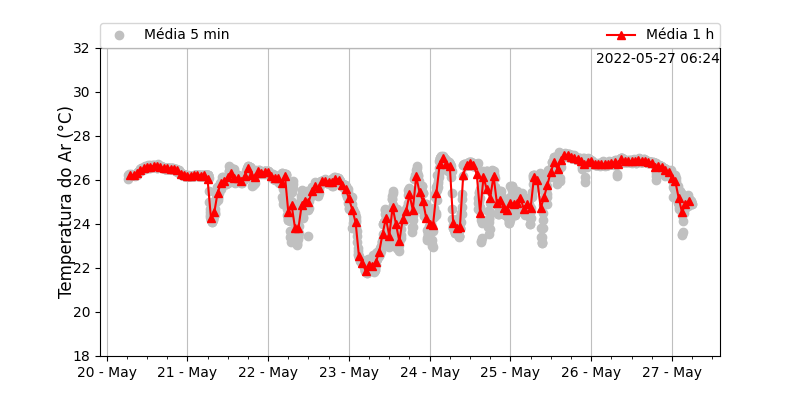 Média 5 min
Média 1 h
2022-05-27 06:24
Temperatura do Ar (°C)
32
30
28
26
24
22
20
18
20 - May
21 - May
22 - May
23 - May
24 - May
25 - May
26 - May
27 - May